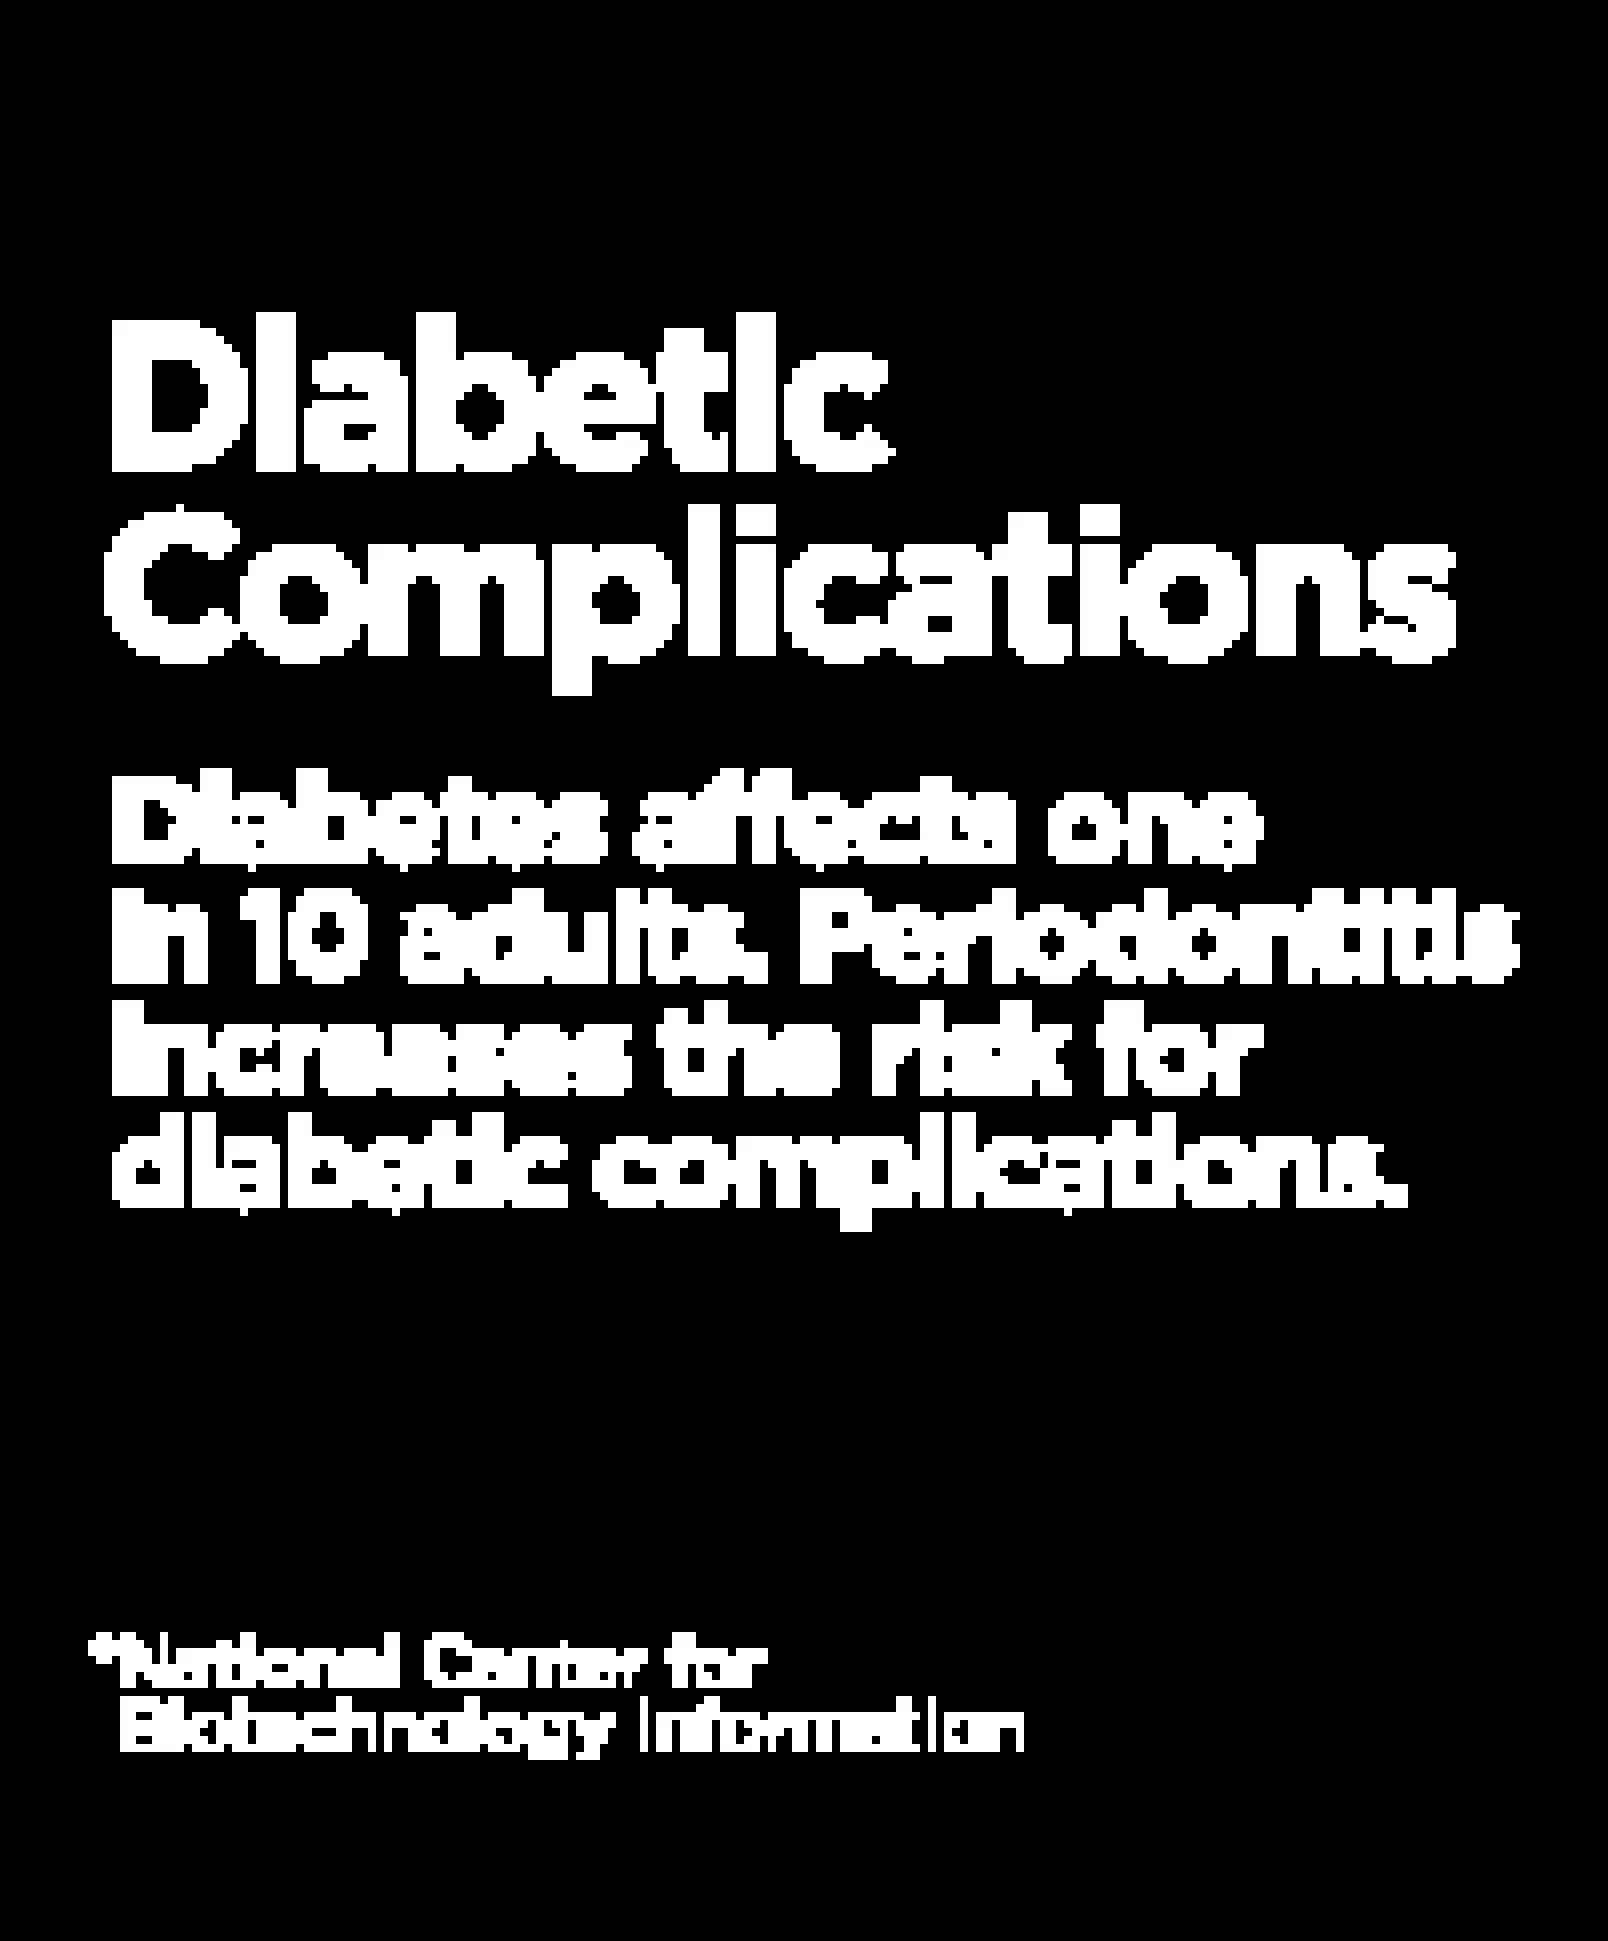 Diabetic
Complications
Diabetes affects one
in 10 adults. Periodontitis
increases the risk for
diabetic complications.
*National Center for
Biotechnology Information